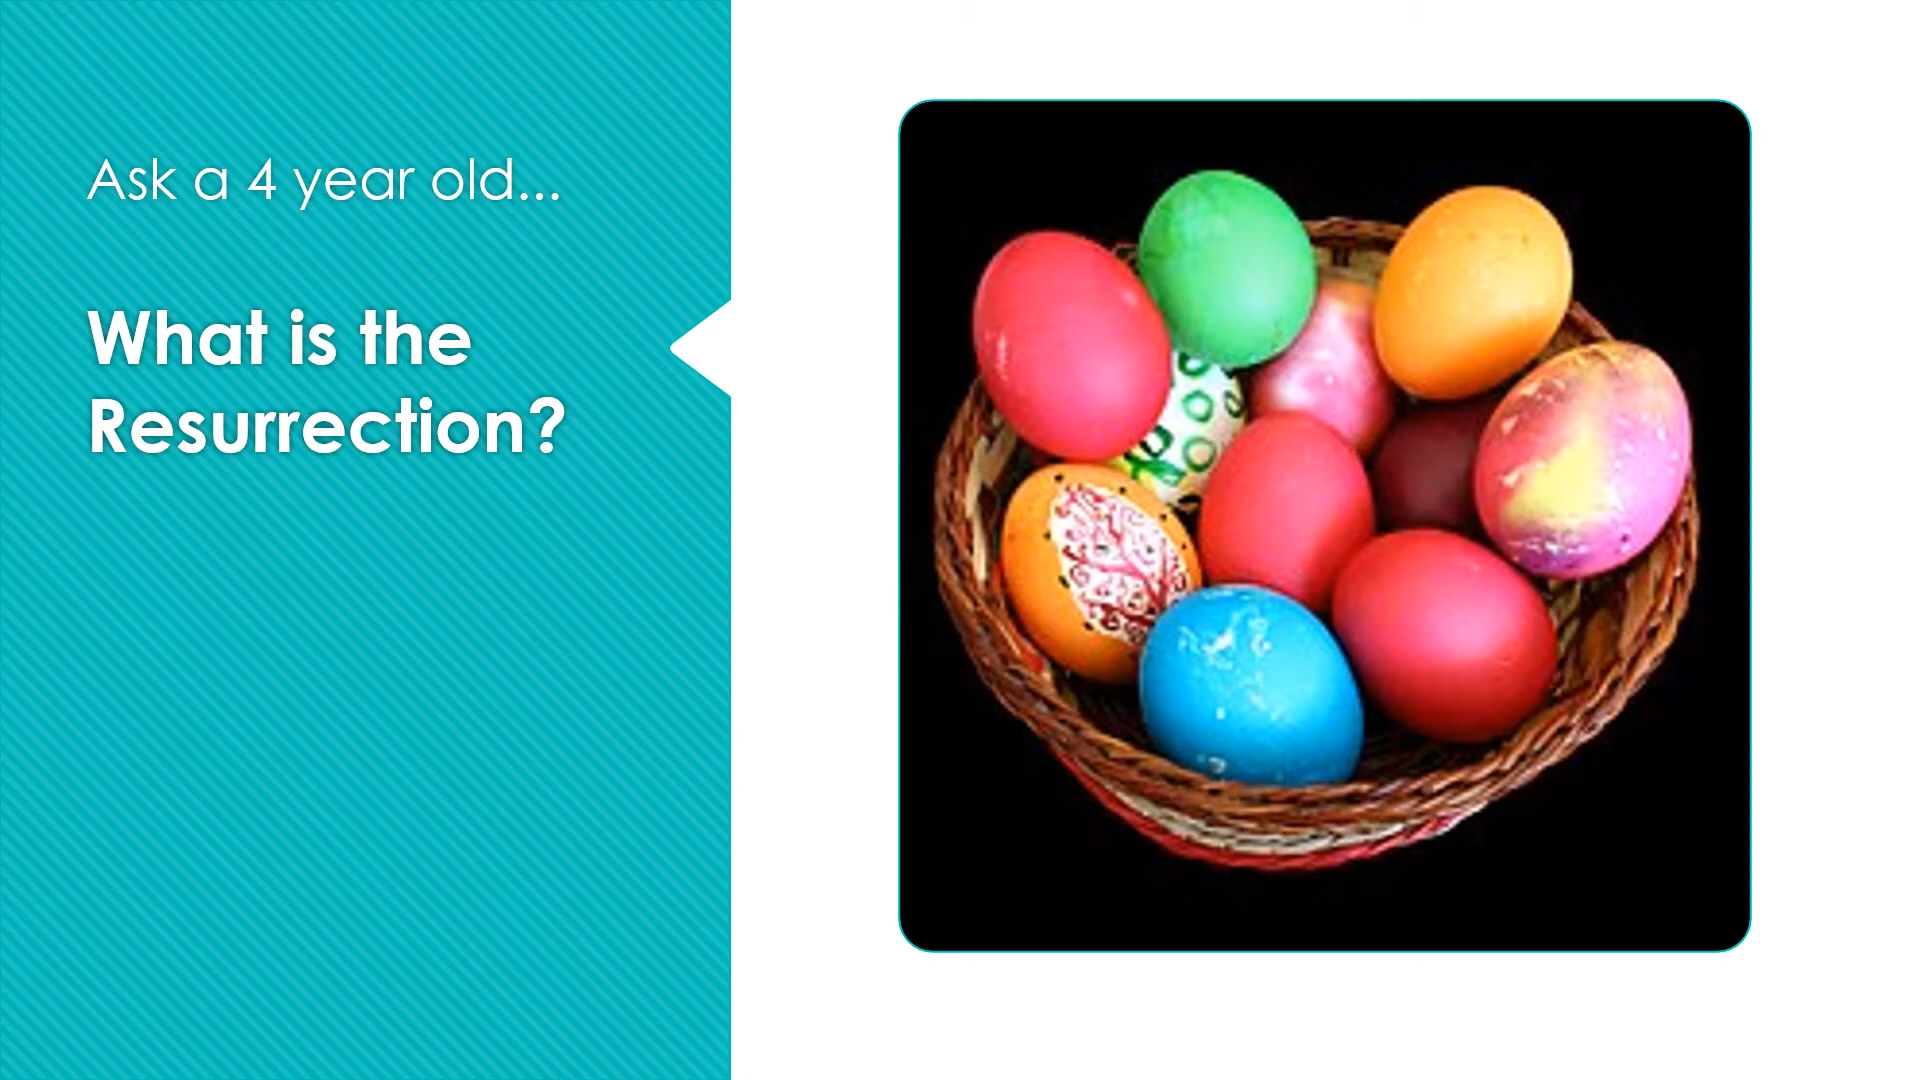 Ask a 4 year old...
What is the
Resurrection?